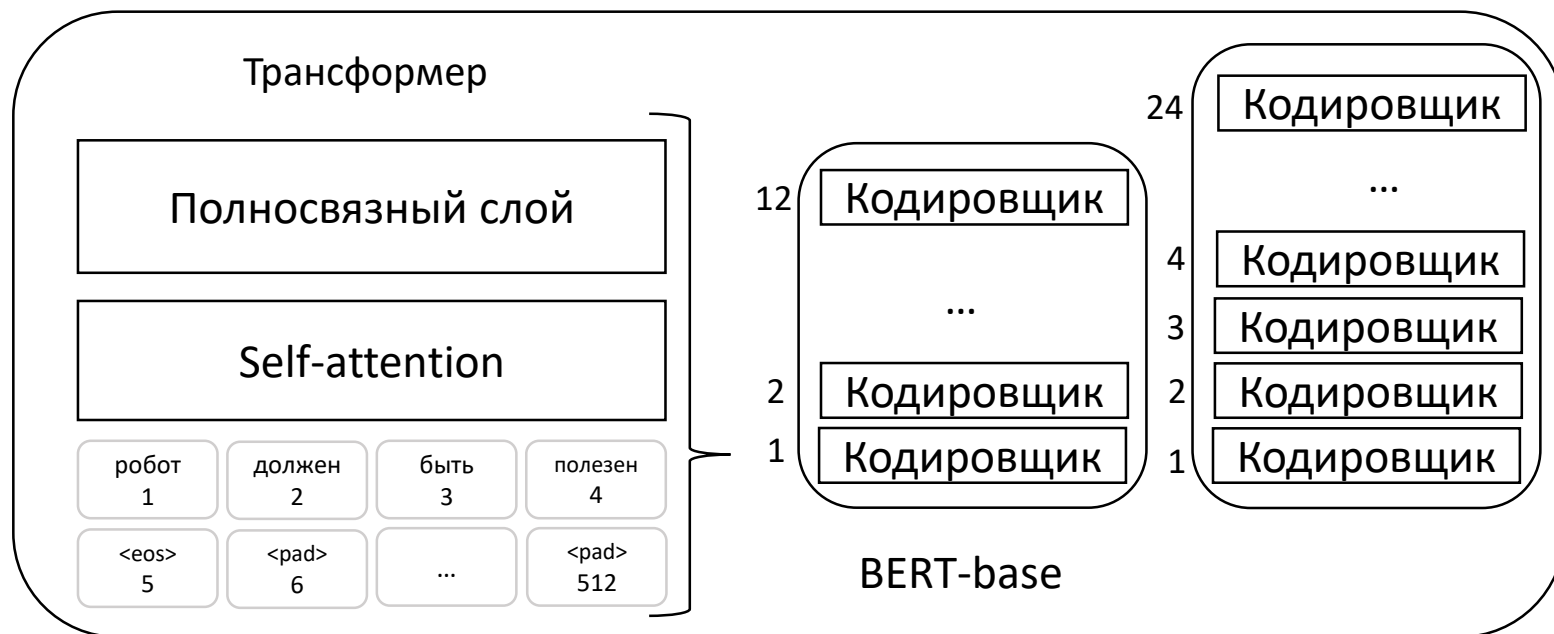 Трансформер
Полносвязный слой
Self-attention
робот
1
должен
2
быть
3
полезен
4
<eos>
5
<pad>
6
...
<pad>
512
12
Кодировщик
...
2
Кодировщик
1
Кодировщик
BERT-base
24
Кодировщик
...
4
Кодировщик
3
Кодировщик
2
Кодировщик
1
Кодировщик